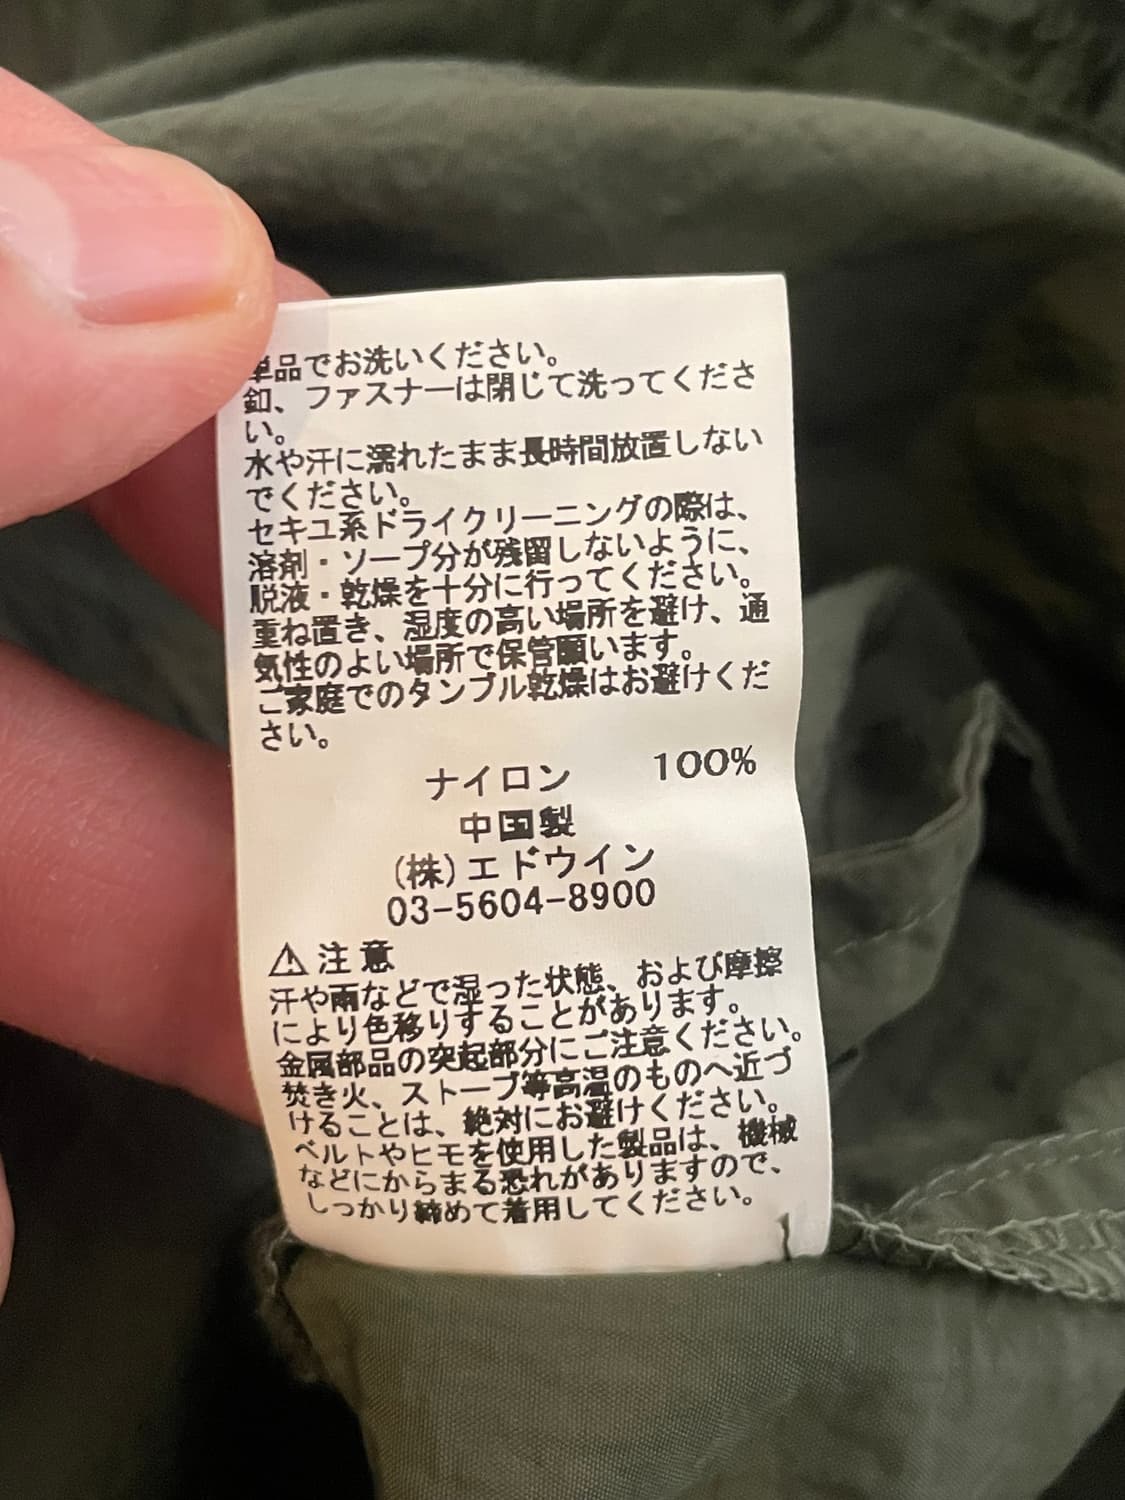 単品でお洗いください。
釦、ファスナーは閉じて洗ってくださ
い。
水や汗に濡れたまま長時間放置しない
でください。
セキユ系ドライクリーニングの際は、
溶剤・ソープ分が残留しないように、
脱液・乾燥を十分に行ってください。
重ね置き、湿度の高い場所を避け、通
気性のよい場所で保管願います。
ご家庭でのタンブル乾燥はお避けくだ
さい。
ナイロン 100%
中国製
(株)エドウイン
03-5604-8900
⚠注意
汗や雨などで湿った状態、および摩擦
により色移りすることがあります。
金属部品の突起部分にご注意ください。
焚き火、ストーブ等高温のものへ近づ
けることは、絶対にお避けください。
ベルトやヒモを使用した製品は、機械
などにからまる恐れがありますので、
しっかり締めて着用してください。